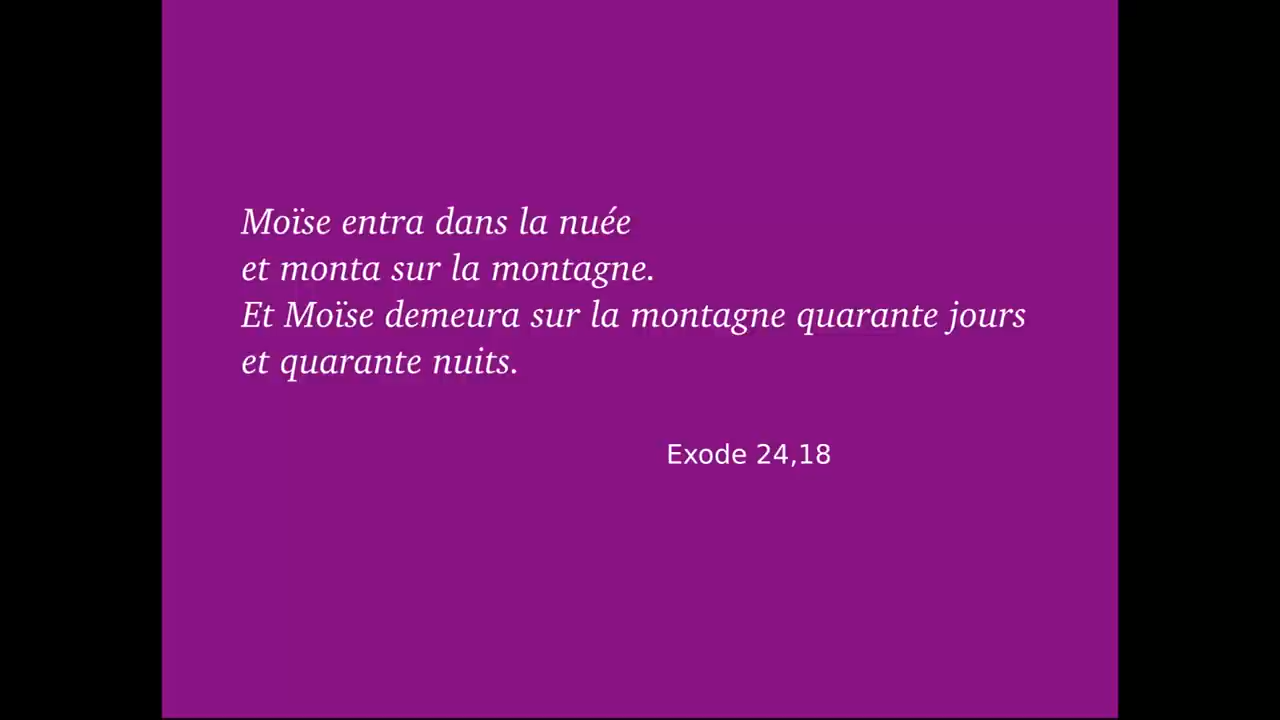 Moïse entra dans la nuée
et monta sur la montagne.
Et Moïse demeura sur la montagne quarante jours
et quarante nuits.
Exode 24,18